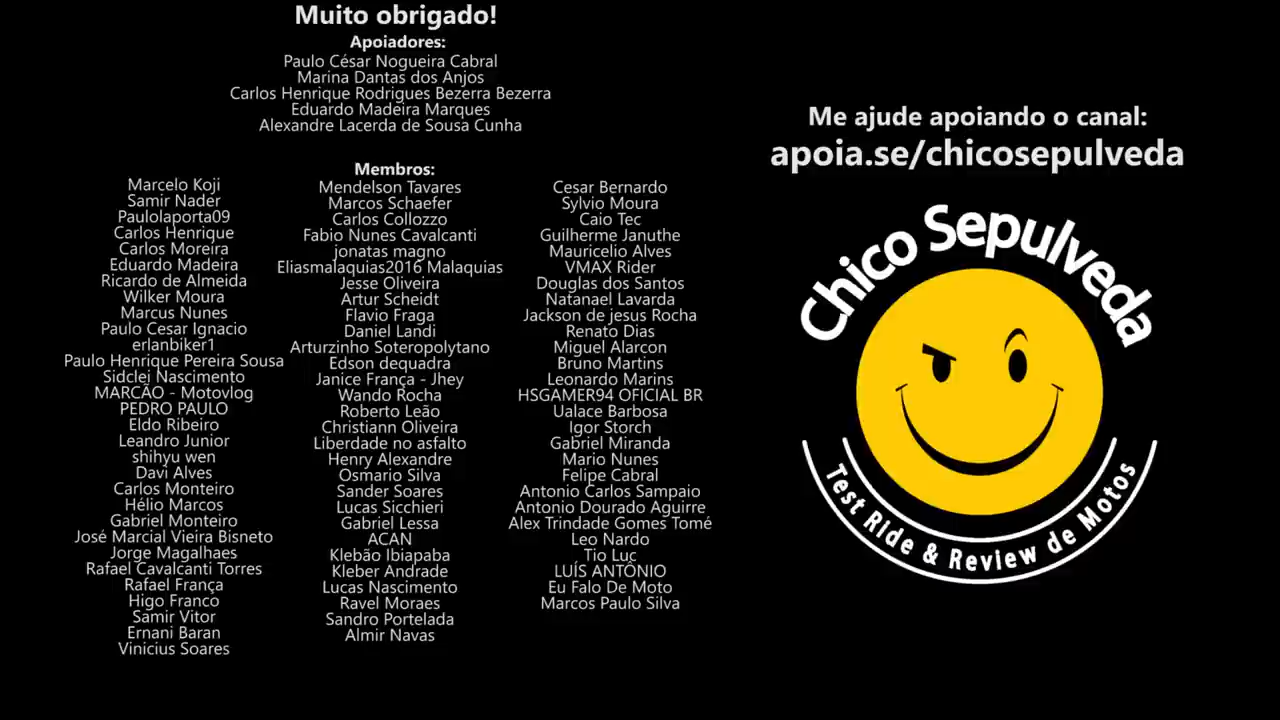 Muito obrigado!
Apoiadores:
Paulo César Nogueira Cabral
Marina Dantas dos Anjos
Carlos Henrique Rodrigues Bezerra Bezerra
Eduardo Madeira Marques
Alexandre Lacerda de Sousa Cunha
Membros:
Marcelo Koji
Samir Nader
Paulolaporta09
Carlos Henrique
Carlos Moreira
Eduardo Madeira
Ricardo de Almeida
Wilker Moura
Marcus Nunes
Paulo Cesar Ignacio
erlanbiker1
Paulo Henrique Pereira Sousa
Sidclei Nascimento
MARCÃO - Motovlog
PEDRO PAULO
Eldo Ribeiro
Leandro Junior
shihyu wen
Davi Alves
Carlos Monteiro
Hélio Marcos
Gabriel Monteiro
José Marcial Vieira Bisneto
Jorge Magalhaes
Rafael Cavalcanti Torres
Rafael França
Higo Franco
Samir Vitor
Ernani Baran
Vinicius Soares
Mendelson Tavares
Marcos Schaefer
Carlos Collozzo
Fabio Nunes Cavalcanti
jonatas magno
Eliasmalaquias2016 Malaquias
Jesse Oliveira
Artur Scheidt
Flavio Fraga
Daniel Landi
Arturzinho Soteropolytano
Edson dequadra
Janice França - Jhey
Wando Rocha
Roberto Leão
Christiann Oliveira
Liberdade no asfalto
Henry Alexandre
Osmario Silva
Sander Soares
Lucas Sicchieri
Gabriel Lessa
ACAN
Klebão Ibiapaba
Kleber Andrade
Lucas Nascimento
Ravel Moraes
Sandro Portelada
Almir Navas
Cesar Bernardo
Sylvio Moura
Caio Tec
Guilherme Januthe
Mauricelio Alves
VMAX Rider
Douglas dos Santos
Natanael Lavarda
Jackson de jesus Rocha
Renato Dias
Miguel Alarcon
Bruno Martins
Leonardo Marins
HSGAMER94 OFICIAL BR
Ualace Barbosa
Igor Storch
Gabriel Miranda
Mario Nunes
Felipe Cabral
Antonio Carlos Sampaio
Antonio Dourado Aguirre
Alex Trindade Gomes Tomé
Leo Nardo
Tio Luc
LUÍS ANTÔNIO
Eu Falo De Moto
Marcos Paulo Silva
Me ajude apoiando o canal:
apoia.se/chicosepulveda
Chico Sepulveda
Test Ride & Review de Motos